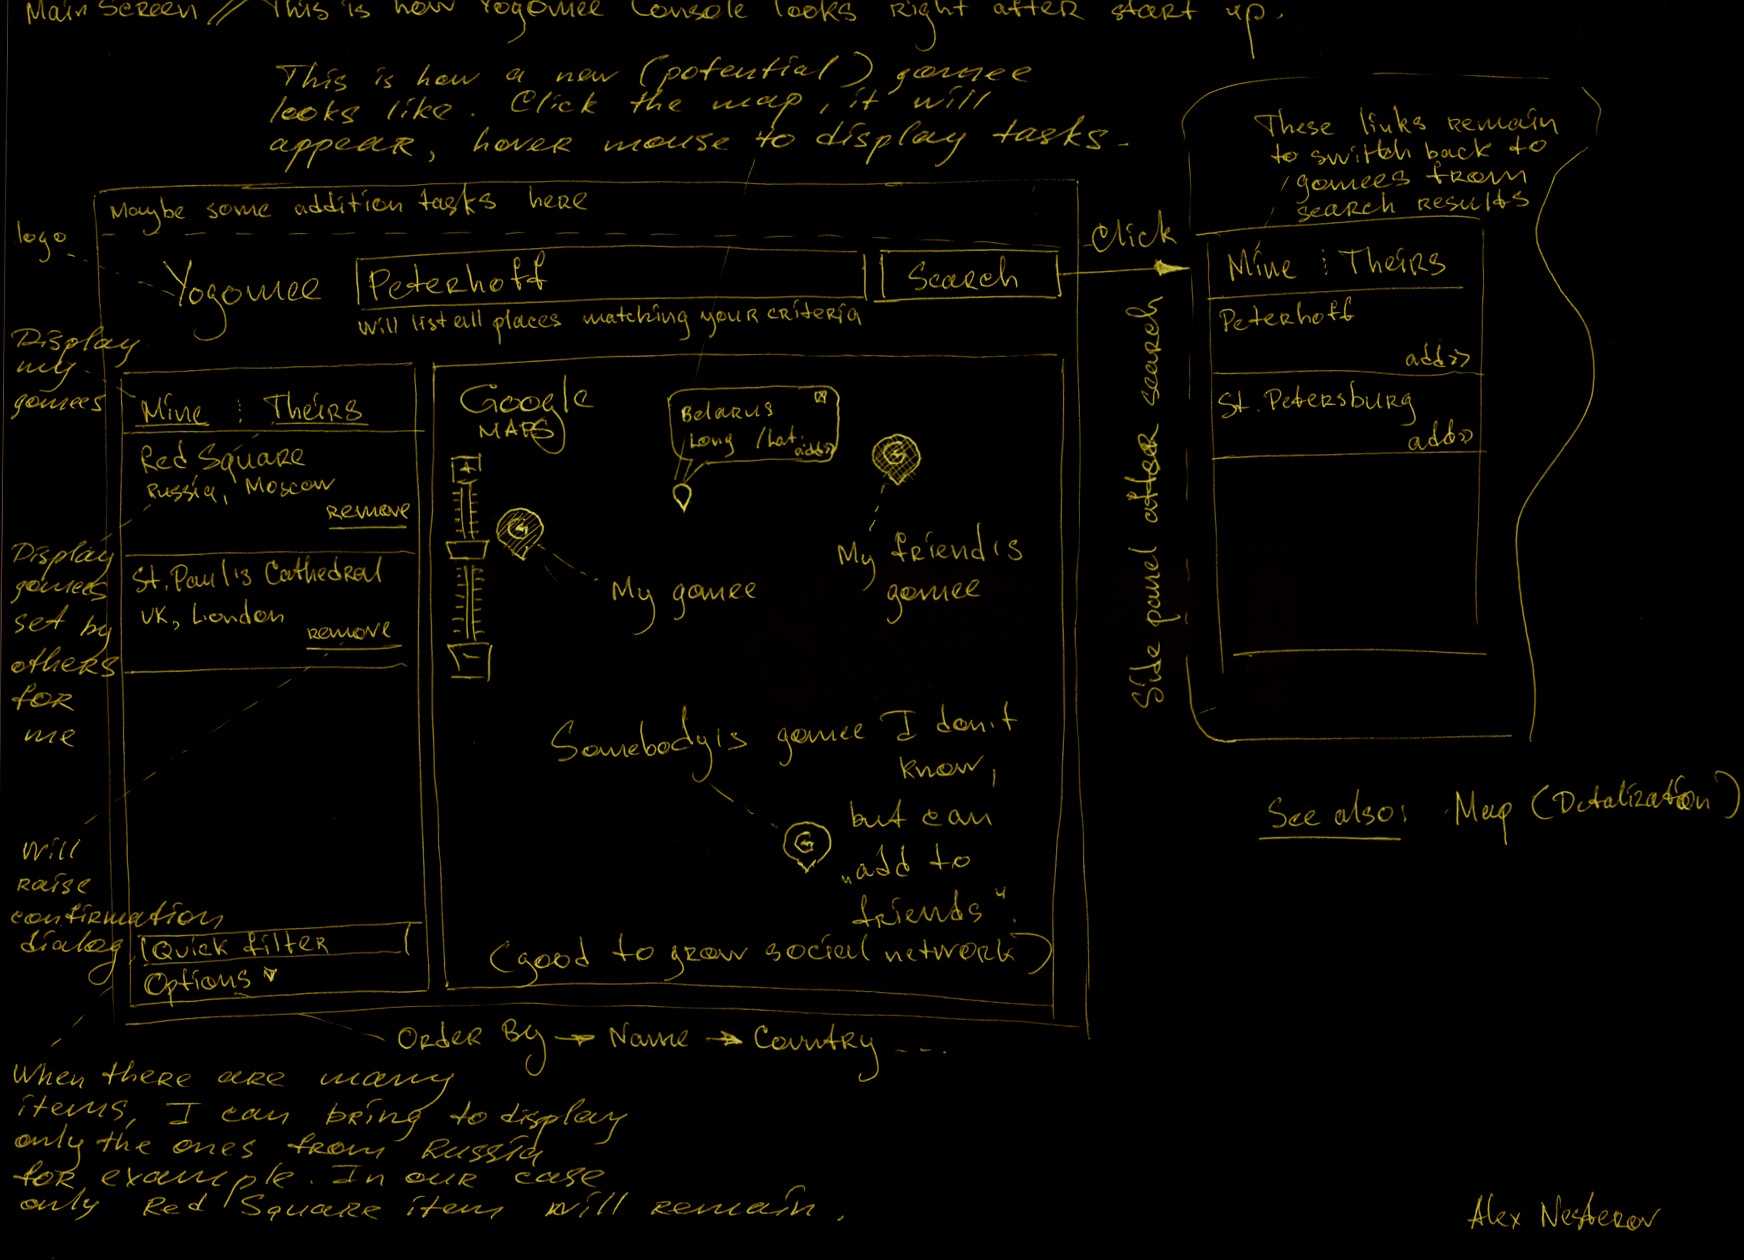 Main Screen // This is how Yogomee Console looks right after start up.
This is how a new (potential) gomee
looks like. Click the map, it will
appear, hover mouse to display tasks.
Maybe some addition tasks here
logo
Yogomee
Peterhoff
Search
Will list all places matching your criteria
Click
Display
my
gomees
Mine ⋮ Theirs
Red Square
Russia, Moscow
remove
St. Paul's Cathedral
UK, London
remove
Display
gomees
set by
others
for
me
Will
raise
confirmation
dialog
Quick filter
Options
Google
MAPS
+
-
Belarus
Long / Lat.
add>>
x
G
My gomee
G
My friend's
gomee
Somebody's gomee I don't
know,
but can
„add to
friends“.
G
(good to grow social network)
Order By → Name → Country ---
When there are many
items, I can bring to display
only the ones from Russia
for example. In our case
only Red Square item will remain.
Side panel after search
These links remain
to switch back to
gomees from
search results
Mine ⋮ Theirs
Peterhoff
add>>
St. Petersburg
add>>
See also: Map (Detalization)
Alex Nesterov